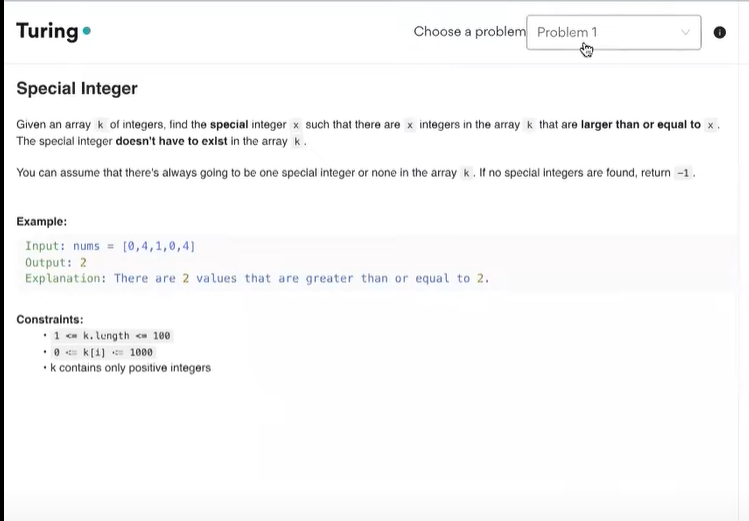 Turing
Choose a problem Problem 1
Special Integer
Given an array k of integers, find the special integer x such that there are x integers in the array k that are larger than or equal to x.
The special integer doesn't have to exist in the array k.
You can assume that there's always going to be one special integer or none in the array k. If no special integers are found, return -1.
Example:
Input: nums = [0,4,1,0,4]
Output: 2
Explanation: There are 2 values that are greater than or equal to 2.
Constraints:
• 1 <= k.length <= 100
• 0 <= k[i] <= 1000
• k contains only positive integers